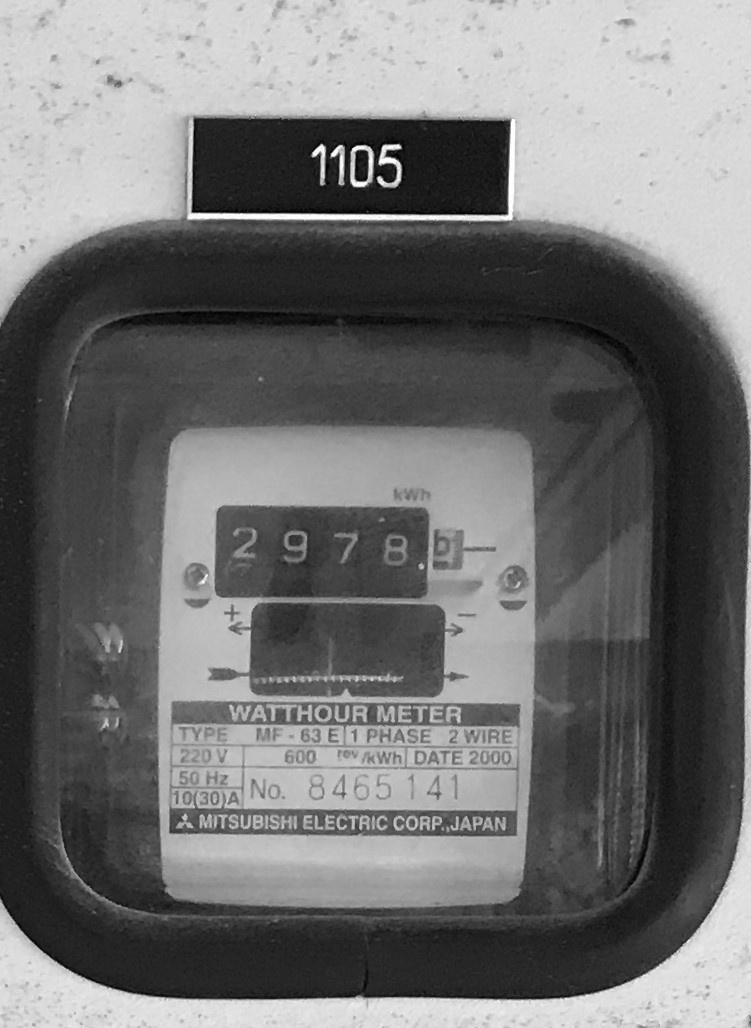 1105
kWh
2978
+ −
WATTHOUR METER
TYPE MF - 63 E 1 PHASE 2 WIRE
220 V 600 rev/kWh DATE 2000
50 Hz
10(30)A No. 8465141
MITSUBISHI ELECTRIC CORP., JAPAN